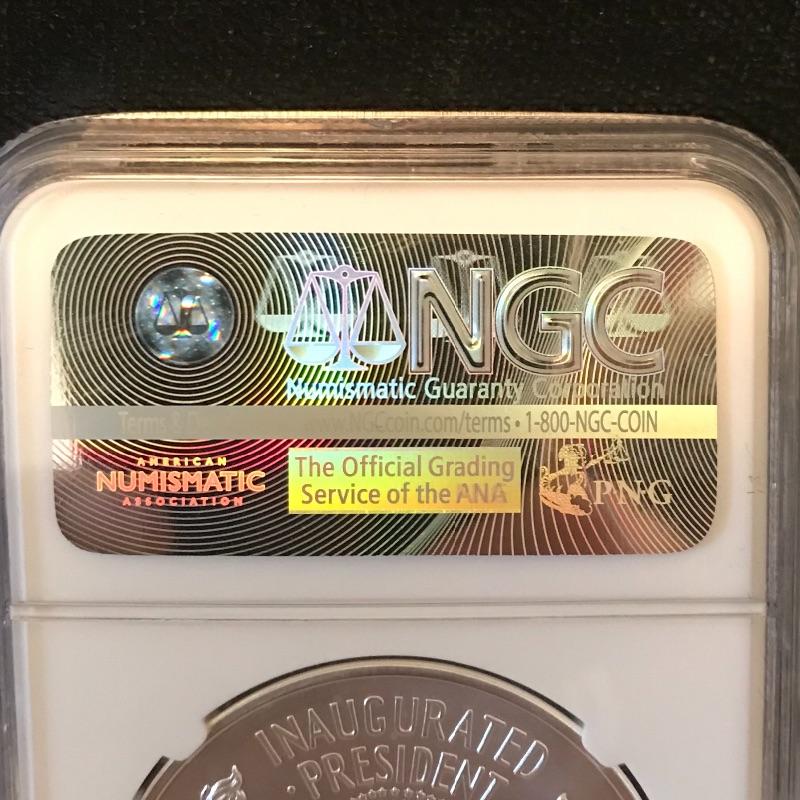 NGC
Numismatic Guaranty Corporation
Terms & www.NGCcoin.com/terms • 1-800-NGC-COIN
AMERICAN
NUMISMATIC
ASSOCIATION
The Official Grading
Service of the ANA
PNG
INAUGURATED
• PRESIDENT